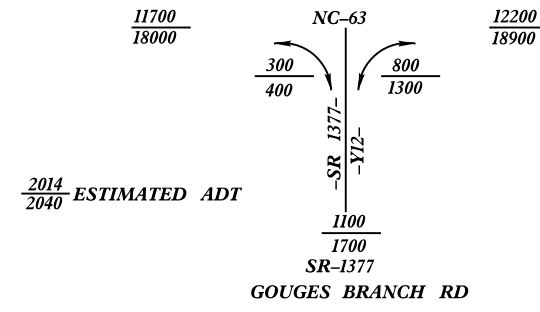 11700
18000
NC-63
12200
18900
300
400
800
1300
-SR 1377-
-Y12-
2014
2040
ESTIMATED ADT
1100
1700
SR-1377
GOUGES BRANCH RD